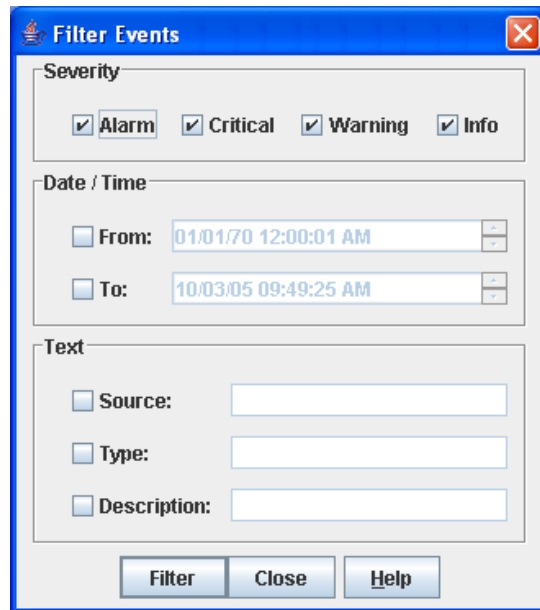 Filter Events
Severity
Alarm Critical Warning Info
Date / Time
From: 01/01/70 12:00:01 AM
To: 10/03/05 09:49:25 AM
Text
Source:
Type:
Description:
Filter Close Help